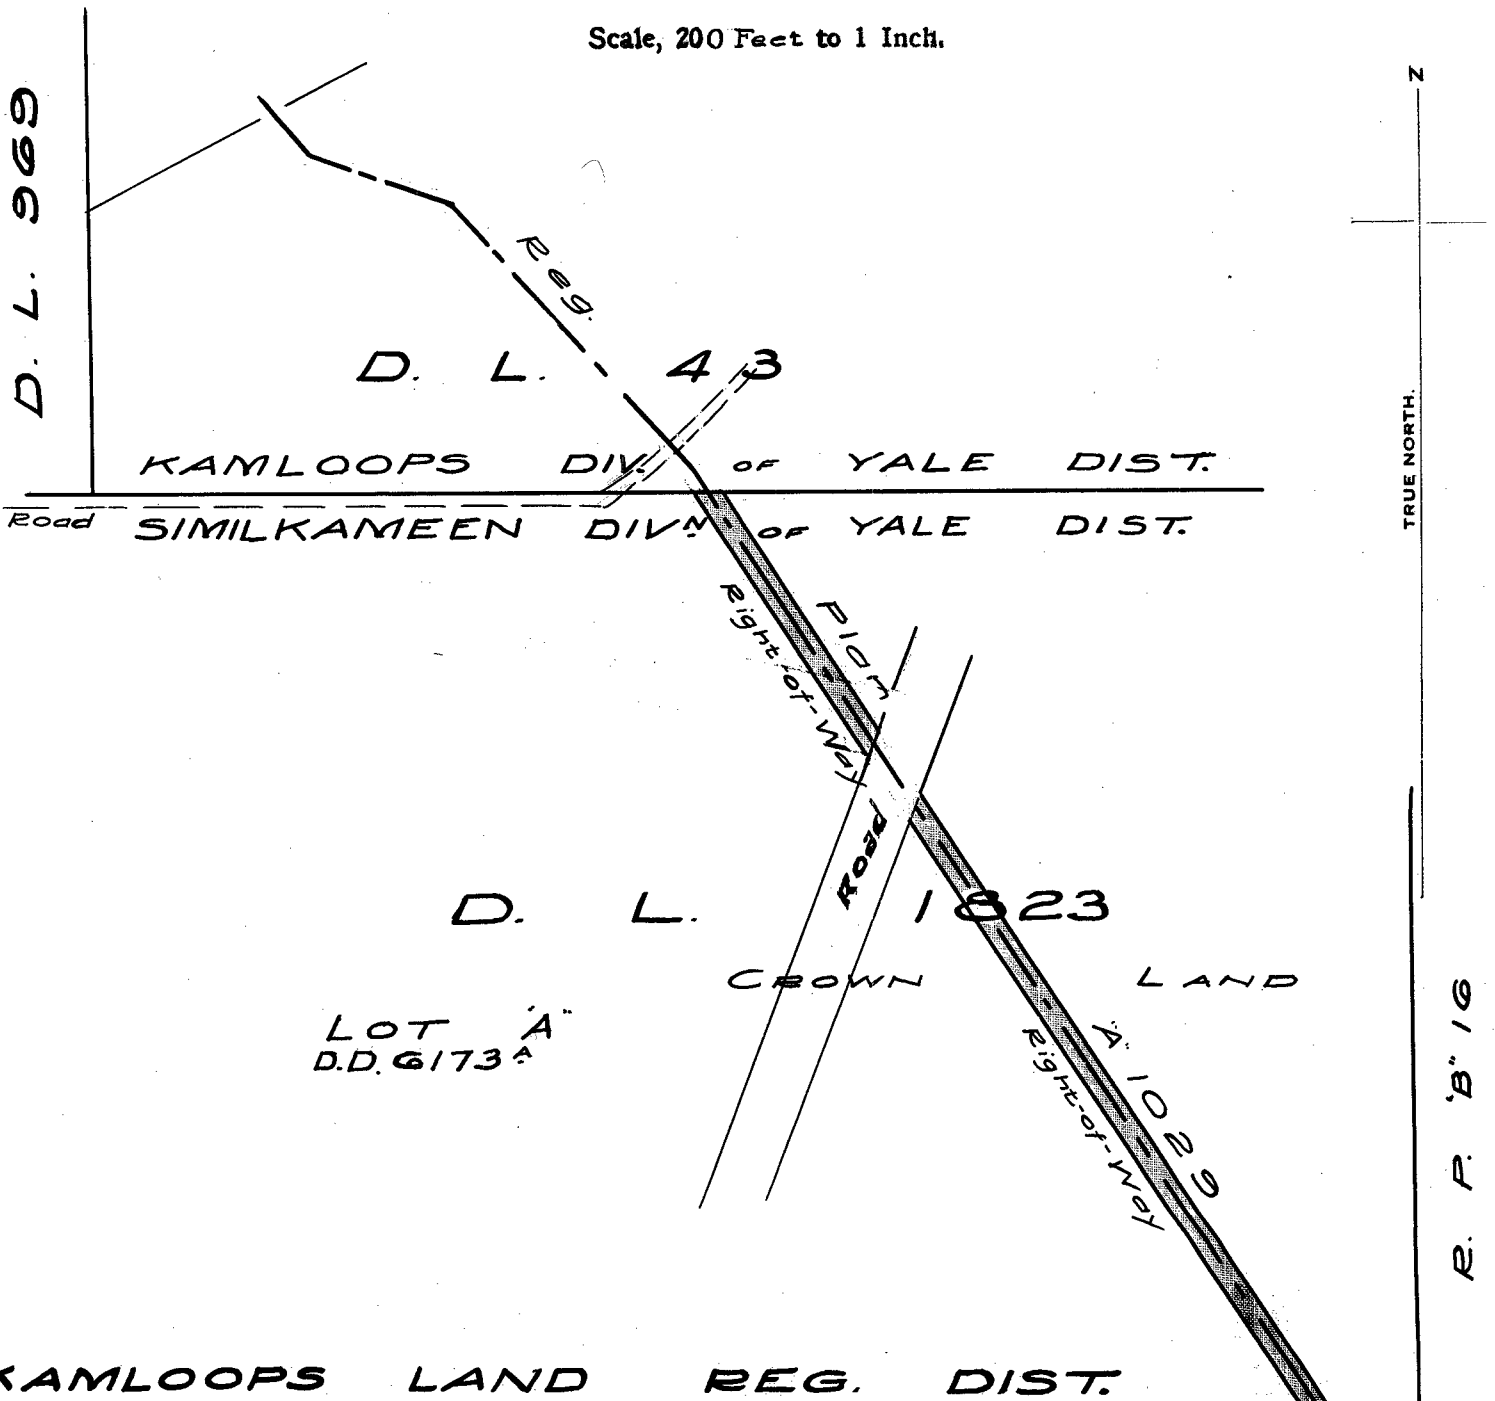 Scale, 200 Feet to 1 Inch.
N
TRUE NORTH.
D. L. 969
Reg.
D. L. 43
KAMLOOPS DIV. OF YALE DIST.
Road
SIMILKAMEEN DIVN. OF YALE DIST.
Plan
Right-of-Way
Road
D. L. 1823
CROWN LAND
LOT "A"
D.D. 6173 A
"A" 1029
Right-of-Way
R. P. "B" 16
KAMLOOPS LAND REG. DIST.